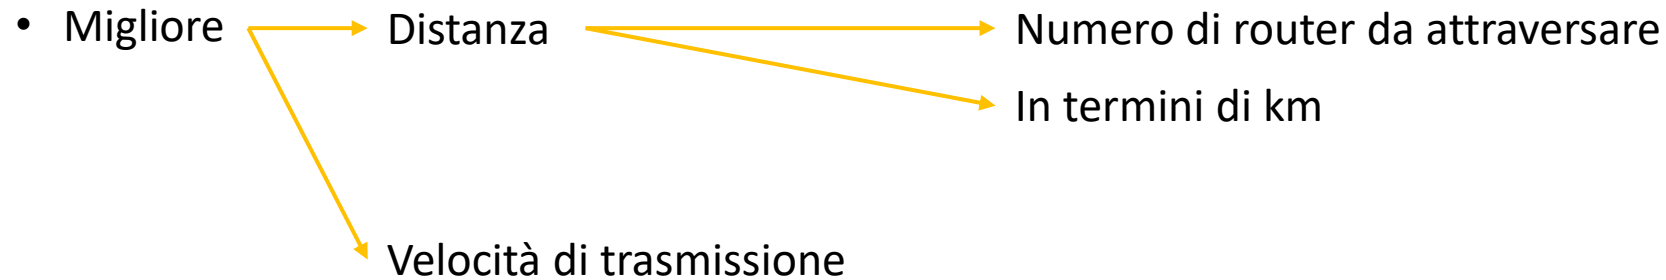 • Migliore Distanza Numero di router da attraversare
In termini di km
Velocità di trasmissione